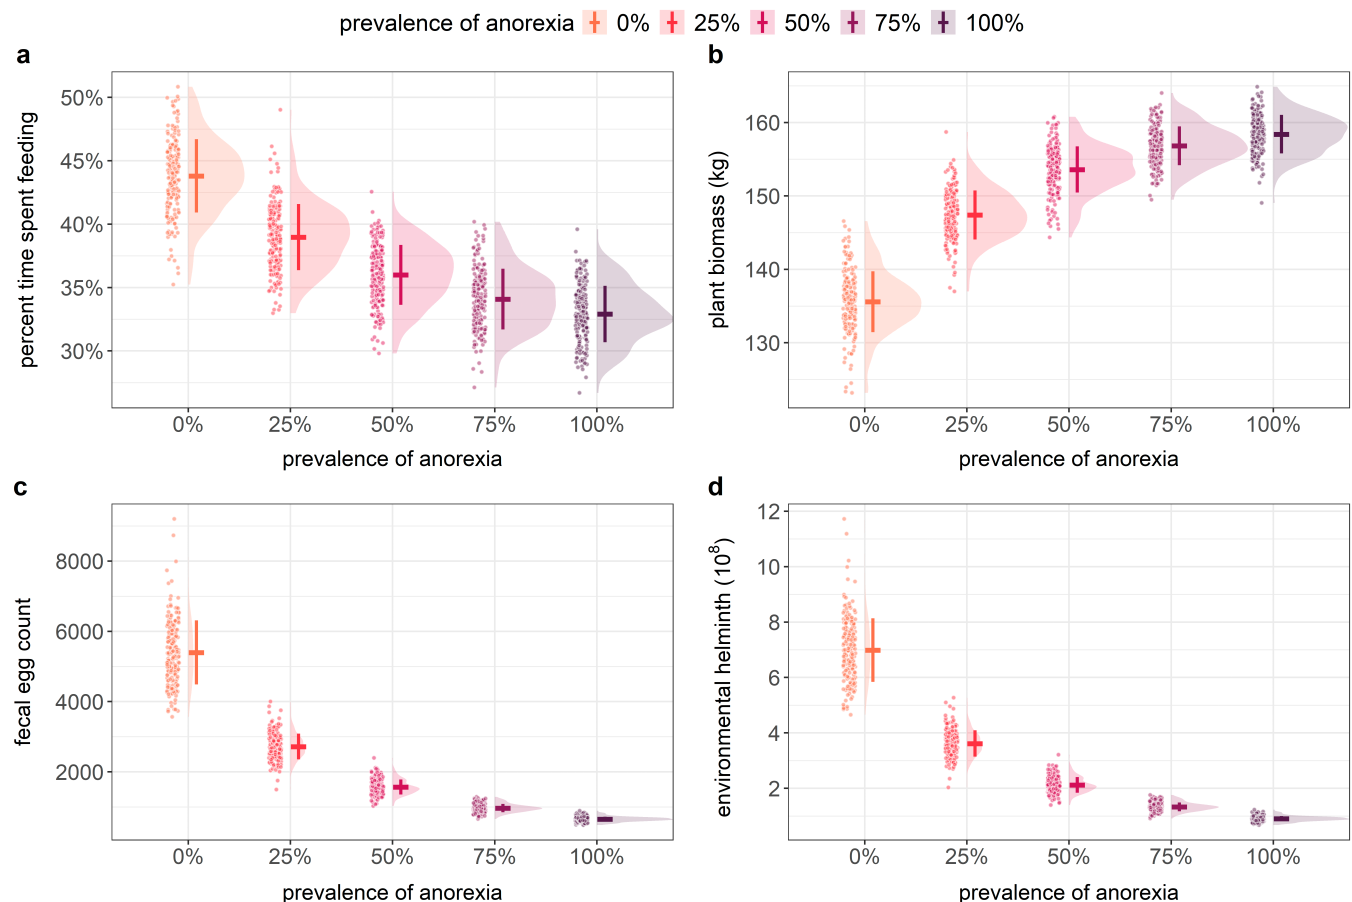 prevalence of anorexia 0% 25% 50% 75% 100%
a
percent time spent feeding
50%
45%
40%
35%
30%
0% 25% 50% 75% 100%
prevalence of anorexia
b
plant biomass (kg)
160
150
140
130
0% 25% 50% 75% 100%
prevalence of anorexia
c
fecal egg count
8000
6000
4000
2000
0% 25% 50% 75% 100%
prevalence of anorexia
d
environmental helminth (10⁸)
12
10
8
6
4
2
0% 25% 50% 75% 100%
prevalence of anorexia